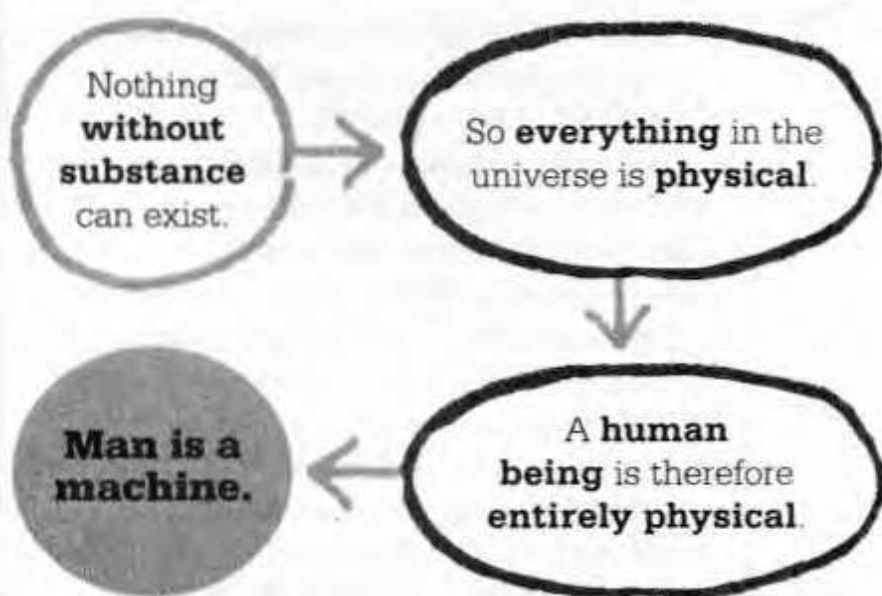 Nothing
without
substance
can exist.
So everything in the
universe is physical.
A human
being is therefore
entirely physical.
Man is a
machine.